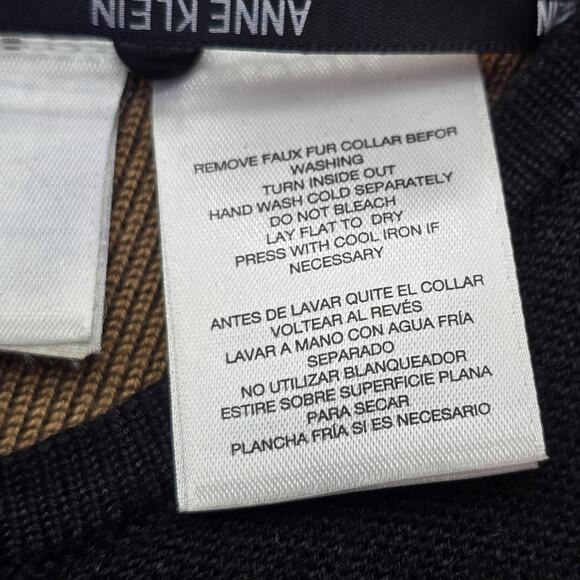 ANNE KLEIN
IN
REMOVE FAUX FUR COLLAR BEFOR
WASHING
TURN INSIDE OUT
HAND WASH COLD SEPARATELY
DO NOT BLEACH
LAY FLAT TO DRY
PRESS WITH COOL IRON IF
NECESSARY
ANTES DE LAVAR QUITE EL COLLAR
VOLTEAR AL REVÉS
LAVAR A MANO CON AGUA FRÍA
SEPARADO
NO UTILIZAR BLANQUEADOR
ESTIRE SOBRE SUPERFICIE PLANA
PARA SECAR
PLANCHA FRÍA SI ES NECESARIO